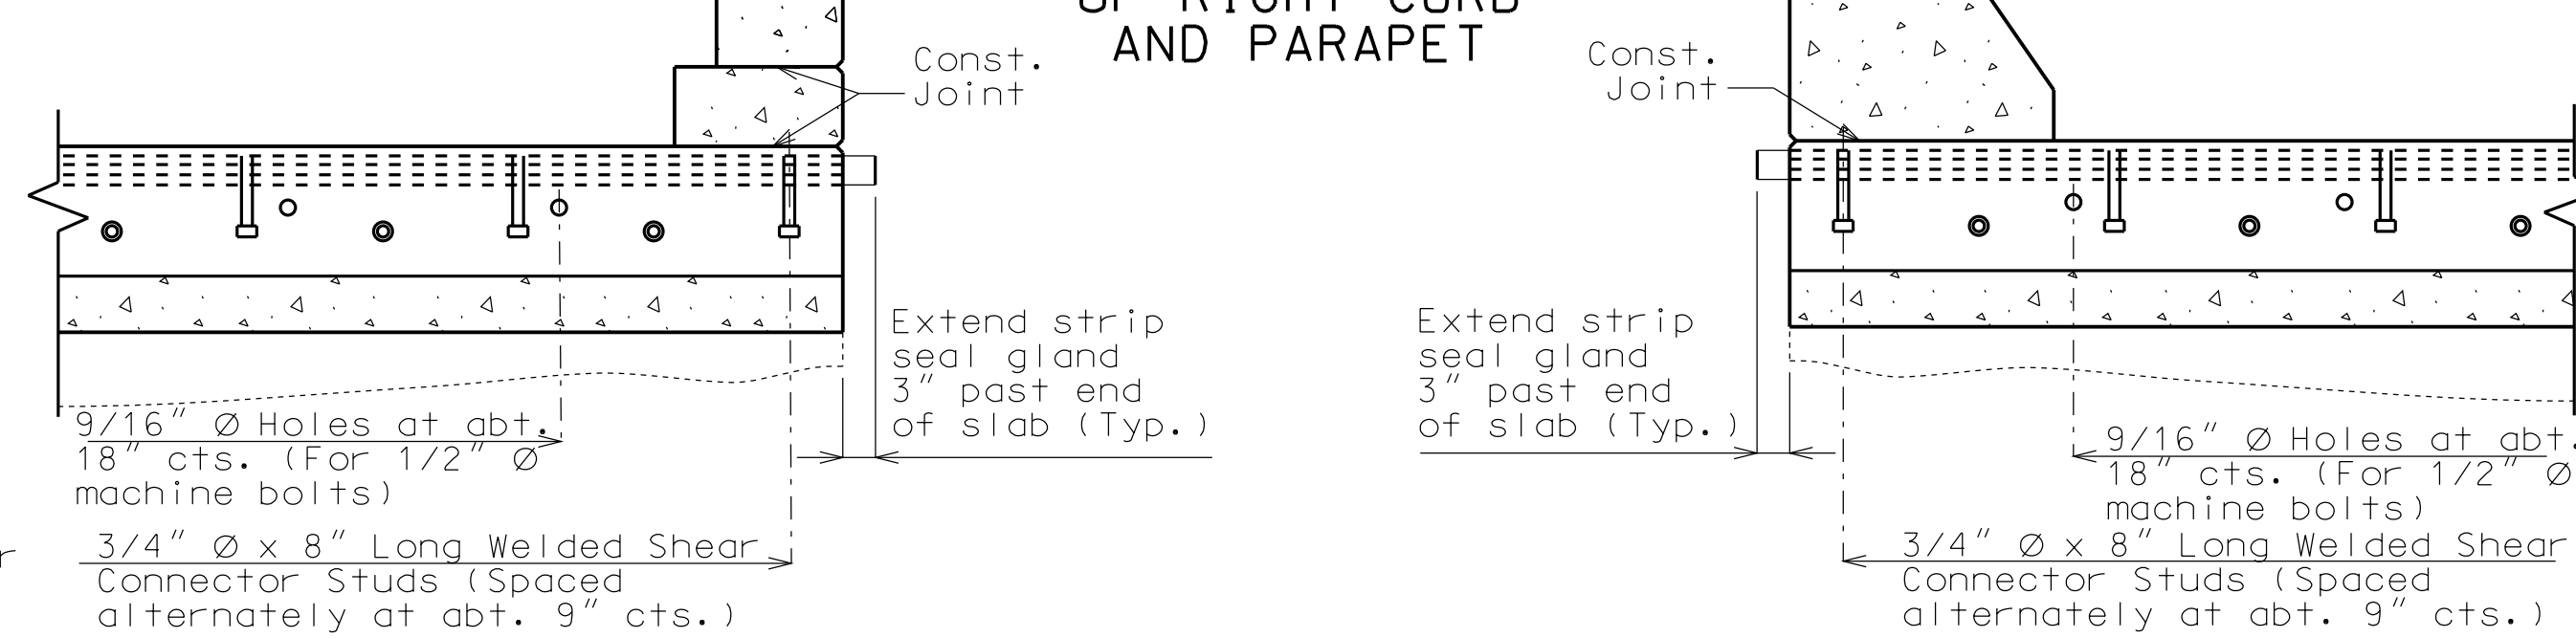 OF RIGHT CURB
AND PARAPET
Const.
Joint
Const.
Joint
Extend strip
seal gland
3" past end
of slab (Typ.)
Extend strip
seal gland
3" past end
of slab (Typ.)
9/16" Ø Holes at abt.
18" cts. (For 1/2" Ø
machine bolts)
9/16" Ø Holes at abt.
18" cts. (For 1/2" Ø
machine bolts)
3/4" Ø x 8" Long Welded Shear
Connector Studs (Spaced
alternately at abt. 9" cts.)
3/4" Ø x 8" Long Welded Shear
Connector Studs (Spaced
alternately at abt. 9" cts.)